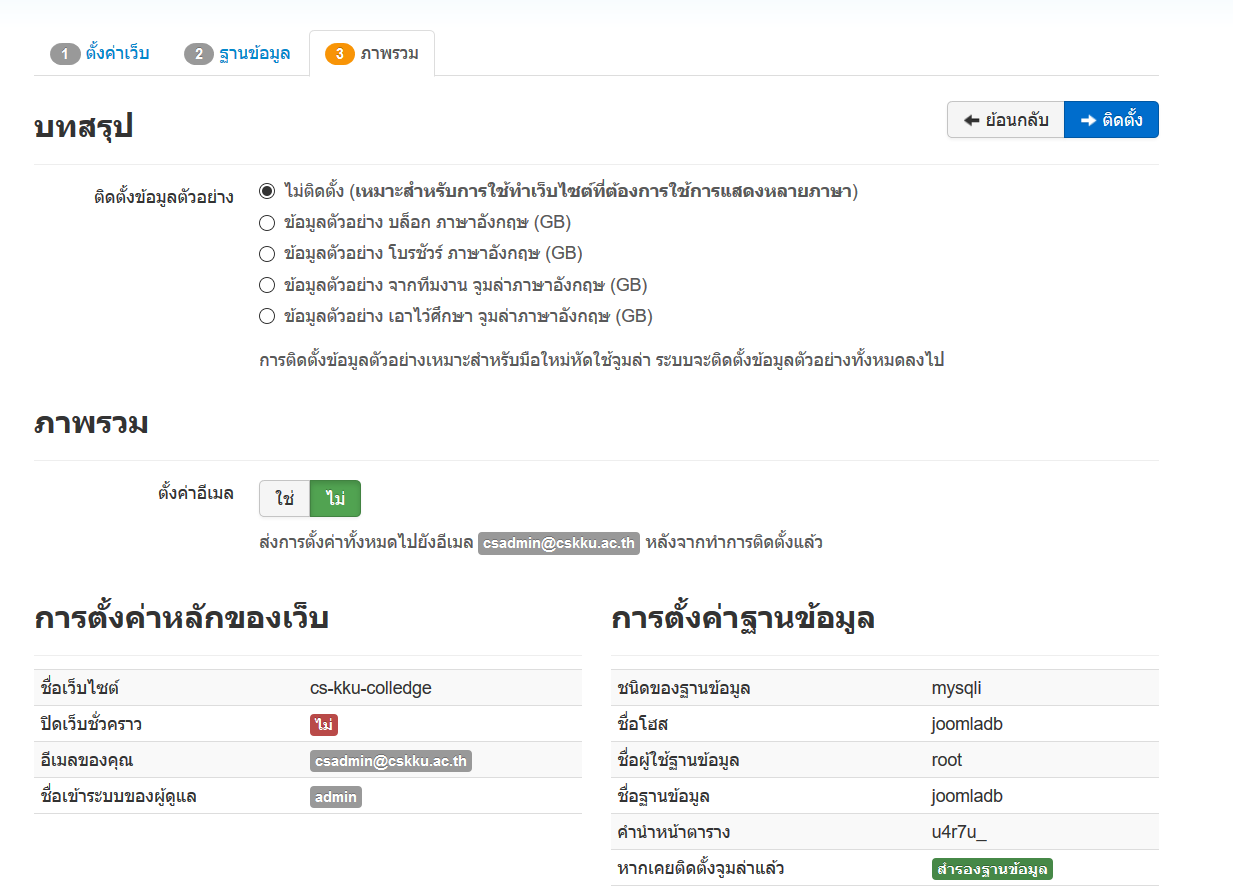 1 ตั้งค่าเว็บ 2 ฐานข้อมูล 3 ภาพรวม
บทสรุป
ย้อนกลับ ติดตั้ง
ติดตั้งข้อมูลตัวอย่าง
ไม่ติดตั้ง (เหมาะสำหรับการใช้ทำเว็บไซต์ที่ต้องการใช้การแสดงหลายภาษา)
ข้อมูลตัวอย่าง บล็อก ภาษาอังกฤษ (GB)
ข้อมูลตัวอย่าง โบรชัวร์ ภาษาอังกฤษ (GB)
ข้อมูลตัวอย่าง จากทีมงาน จูมล่าภาษาอังกฤษ (GB)
ข้อมูลตัวอย่าง เอาไว้ศึกษา จูมล่าภาษาอังกฤษ (GB)
การติดตั้งข้อมูลตัวอย่างเหมาะสำหรับมือใหม่หัดใช้จูมล่า ระบบจะติดตั้งข้อมูลตัวอย่างทั้งหมดลงไป
ภาพรวม
ตั้งค่าอีเมล ใช่ ไม่
ส่งการตั้งค่าทั้งหมดไปยังอีเมล csadmin@cskku.ac.th หลังจากทำการติดตั้งแล้ว
การตั้งค่าหลักของเว็บ
ชื่อเว็บไซต์ cs-kku-colledge
ปิดเว็บชั่วคราว ไม่
อีเมลของคุณ csadmin@cskku.ac.th
ชื่อเข้าระบบของผู้ดูแล admin
การตั้งค่าฐานข้อมูล
ชนิดของฐานข้อมูล mysqli
ชื่อโฮส joomladb
ชื่อผู้ใช้ฐานข้อมูล root
ชื่อฐานข้อมูล joomladb
คำนำหน้าตาราง u4r7u_
หากเคยติดตั้งจูมล่าแล้ว สำรองฐานข้อมูล